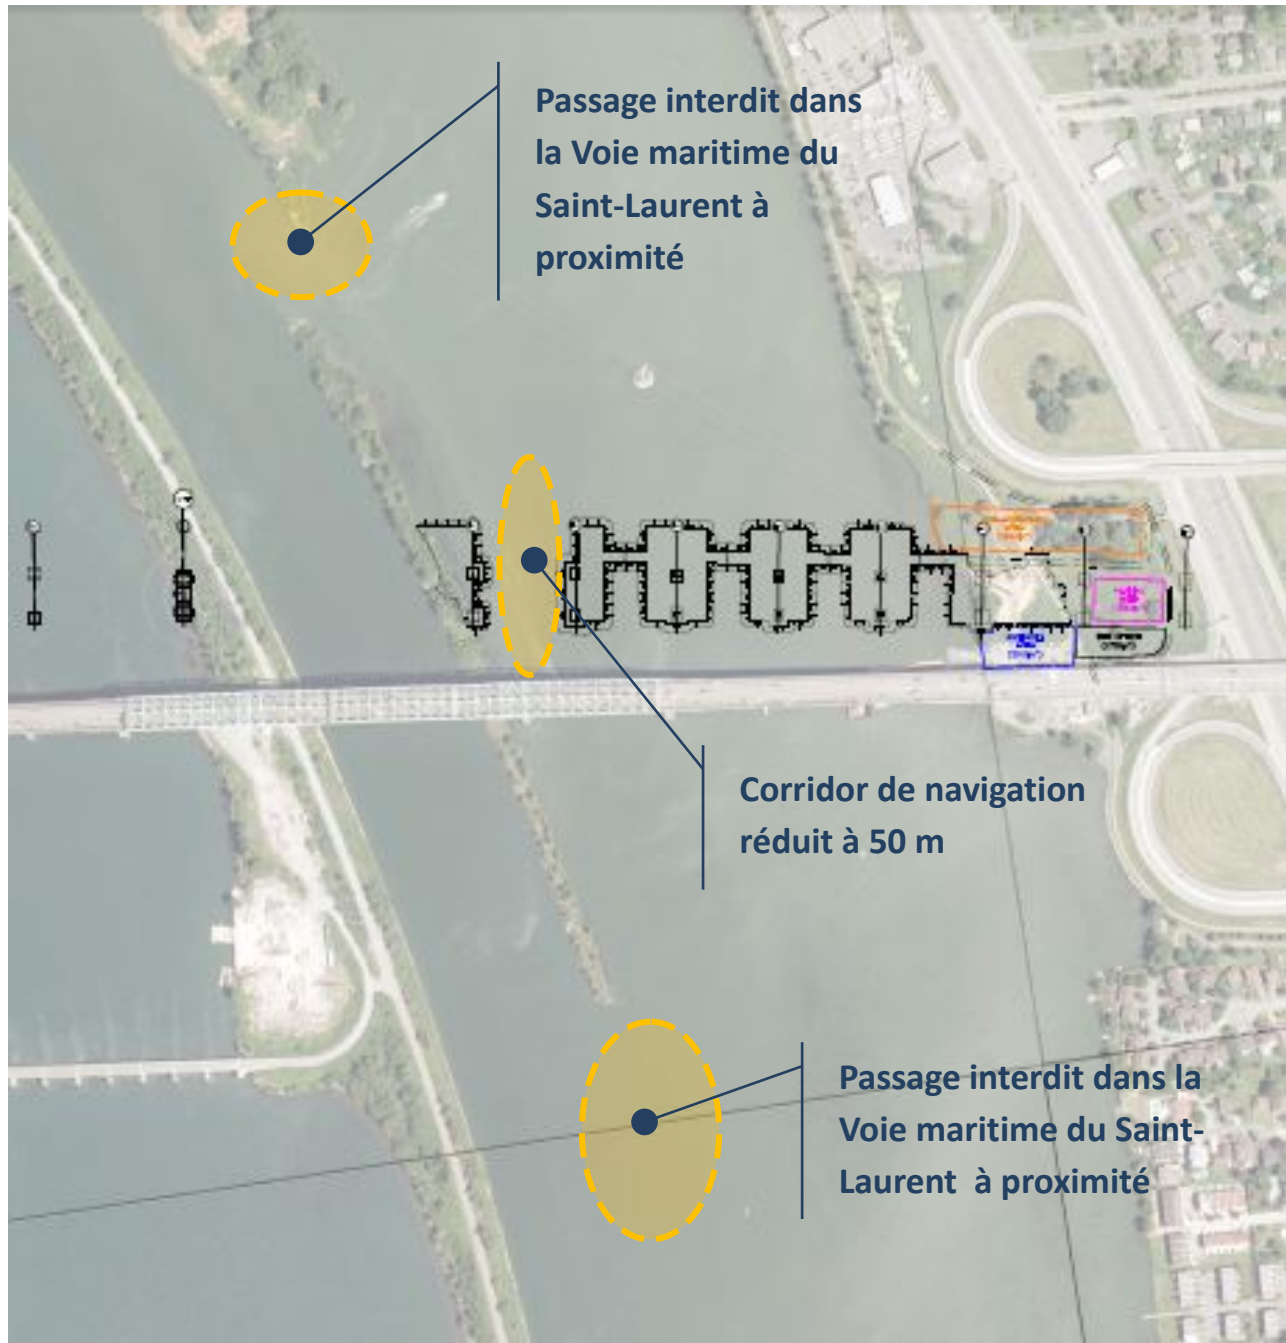 Passage interdit dans
la Voie maritime du
Saint-Laurent à
proximité
Corridor de navigation
réduit à 50 m
Passage interdit dans la
Voie maritime du Saint-
Laurent à proximité